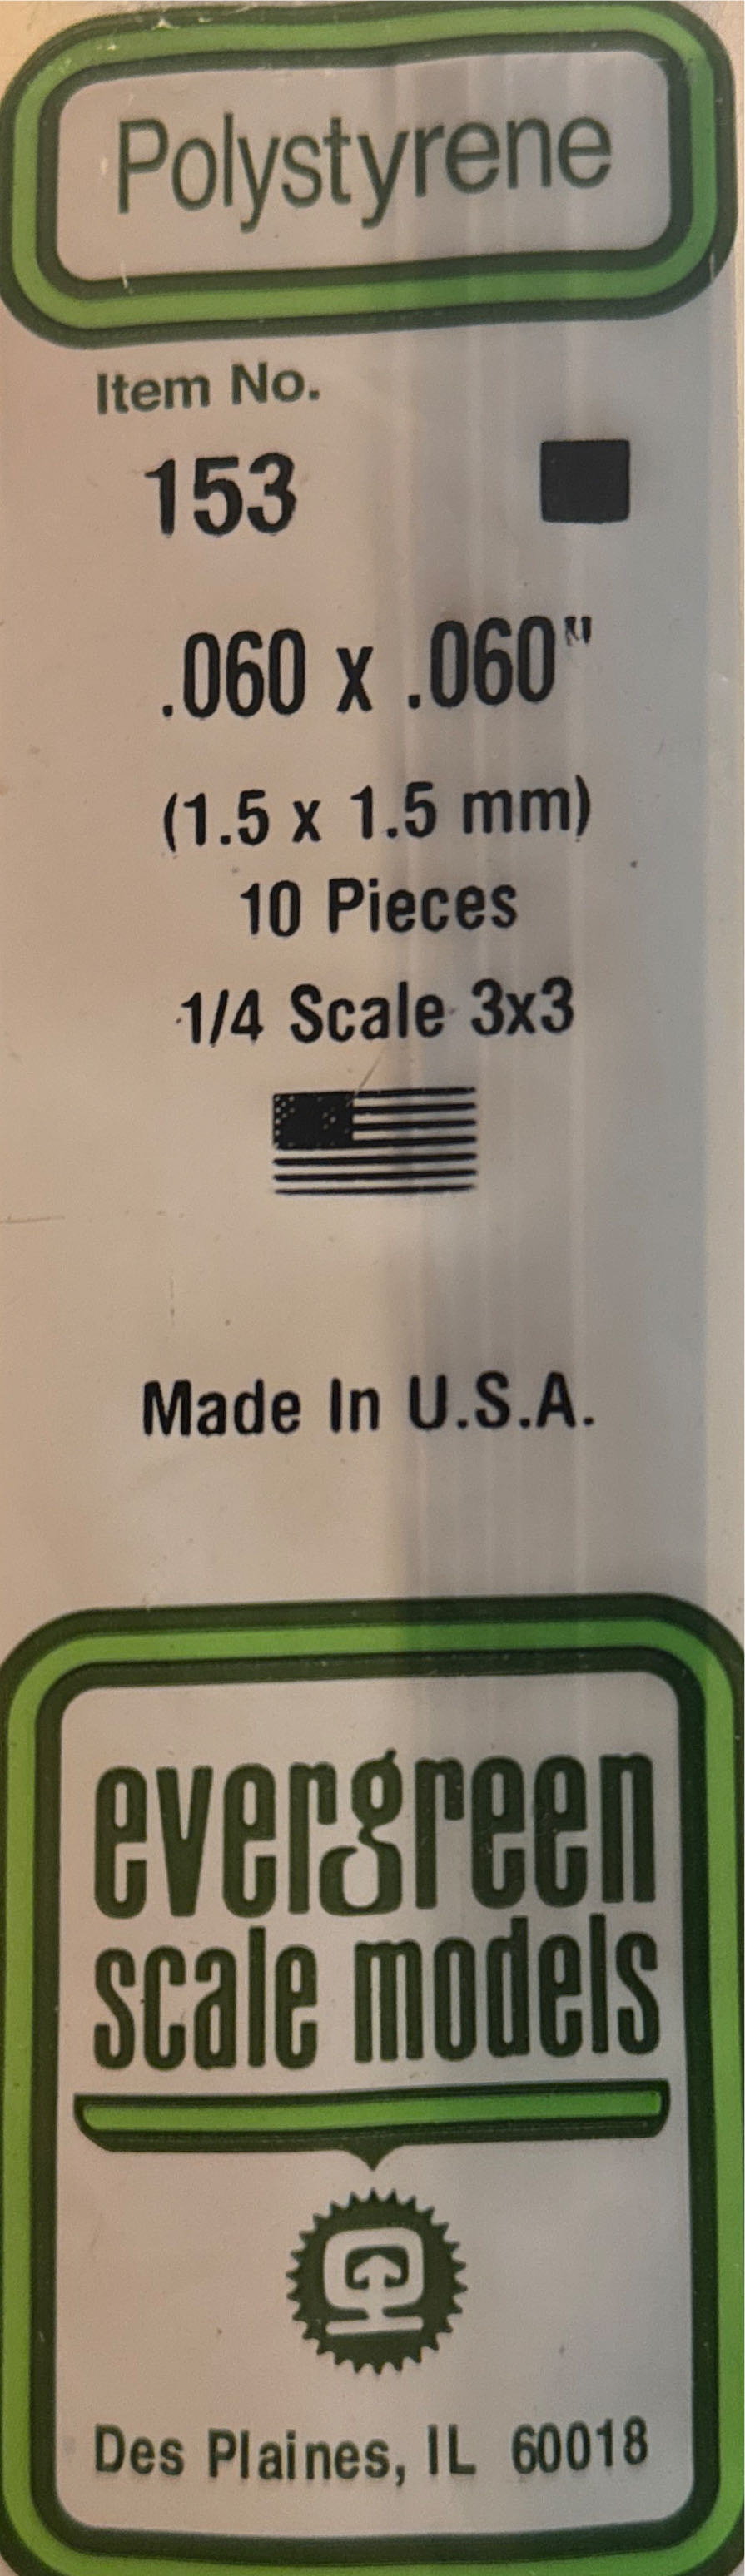 Polystyrene
Item No.
153
.060 x .060"
(1.5 x 1.5 mm)
10 Pieces
1/4 Scale 3x3
Made In U.S.A.
evergreen
scale models
Des Plaines, IL 60018